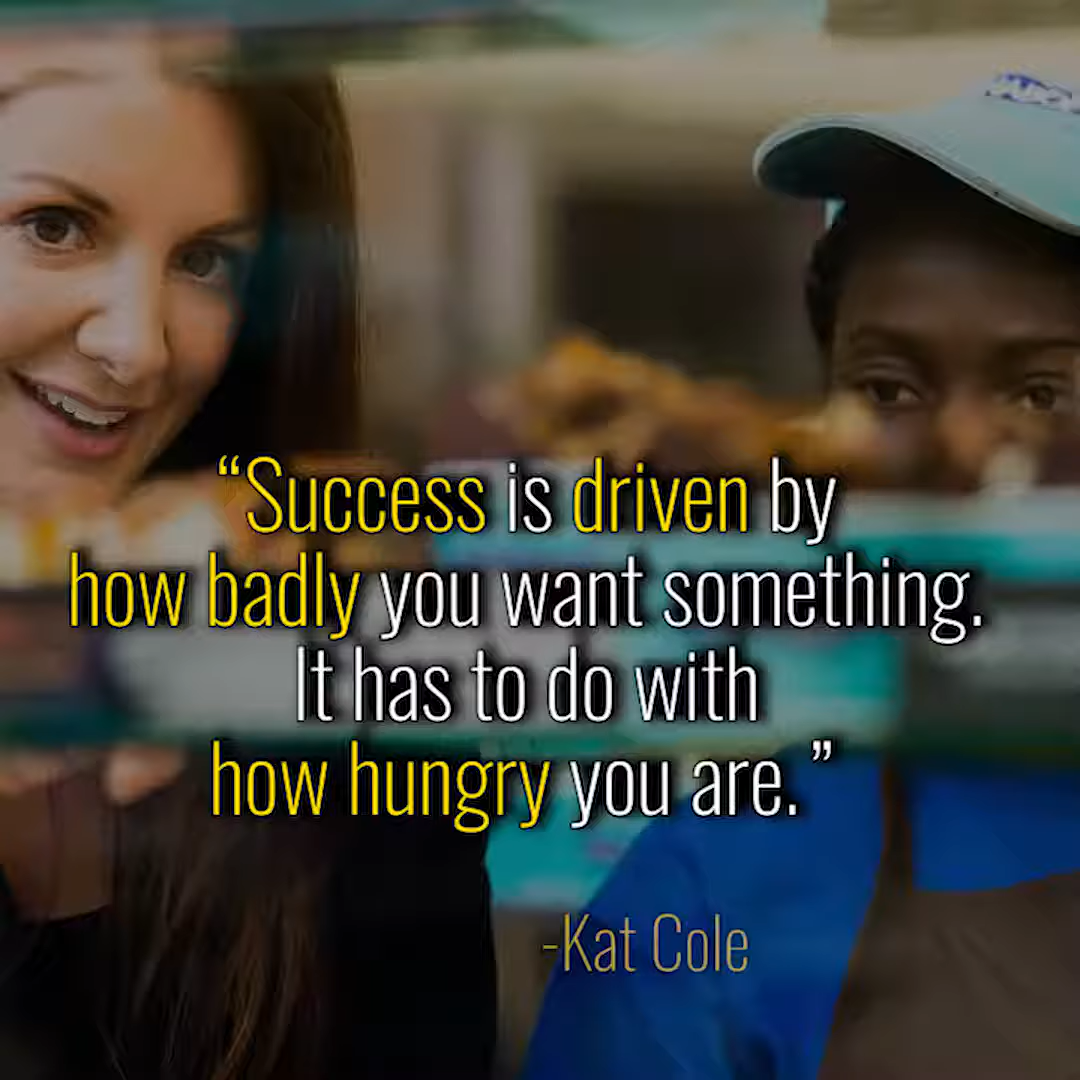 “Success is driven by
how badly you want something.
It has to do with
how hungry you are.”
-Kat Cole